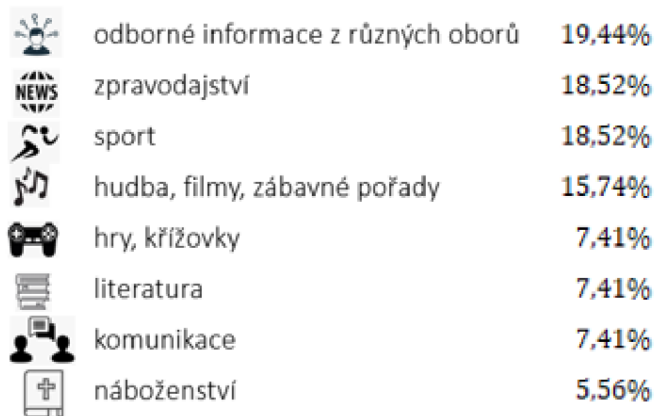 odborné informace z různých oborů 19,44%
NEWS zpravodajství 18,52%
sport 18,52%
hudba, filmy, zábavné pořady 15,74%
hry, křížovky 7,41%
literatura 7,41%
komunikace 7,41%
náboženství 5,56%